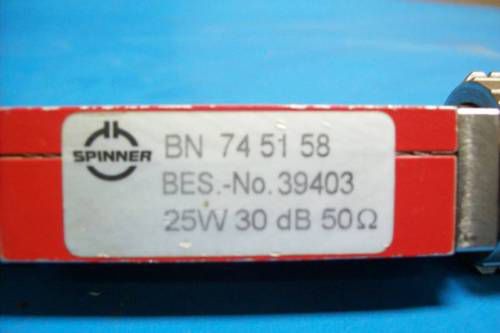 SPINNER
BN 74 51 58
BES.-No. 39403
25W 30 dB 50Ω